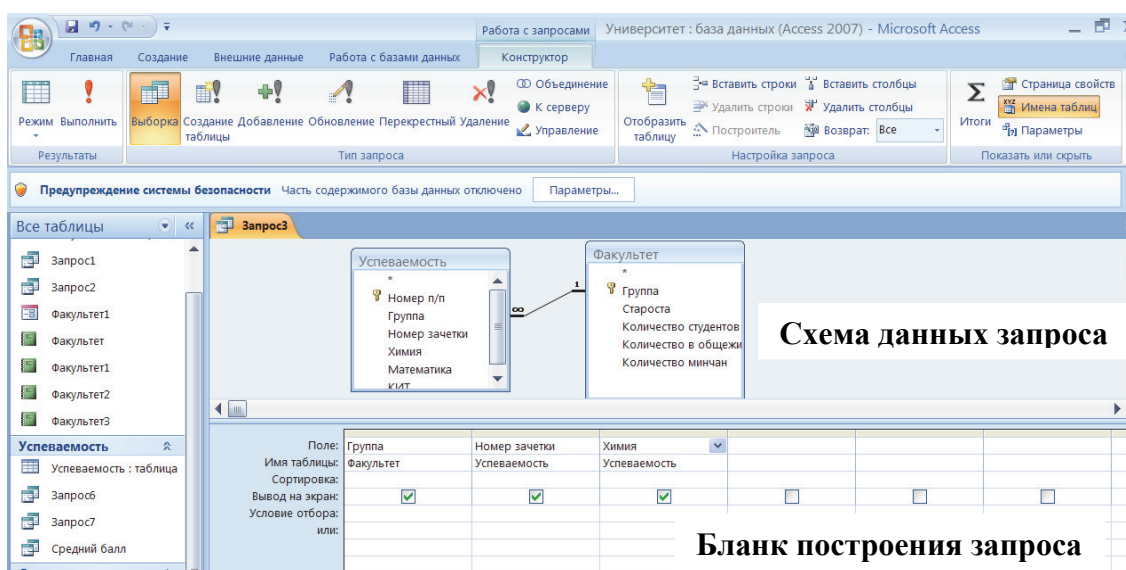 Работа с запросами Университет : база данных (Access 2007) - Microsoft Access
Главная Создание Внешние данные Работа с базами данных Конструктор
Режим Выполнить Выборка Создание таблицы Добавление Обновление Перекрестный Удаление
Объединение
К серверу
Управление
Отобразить таблицу
Вставить строки
Удалить строки
Построитель
Вставить столбцы
Удалить столбцы
Возврат: Все
Итоги
Страница свойств
Имена таблиц
Параметры
Результаты Тип запроса Настройка запроса Показать или скрыть
Предупреждение системы безопасности Часть содержимого базы данных отключено Параметры...
Все таблицы
Запрос1
Запрос2
Факультет1
Факультет
Факультет1
Факультет2
Факультет3
Успеваемость
Успеваемость : таблица
Запрос6
Запрос7
Средний балл
Запрос3
Успеваемость
*
Номер п/п
Группа
Номер зачетки
Химия
Математика
КИТ
∞ 1
Факультет
*
Группа
Староста
Количество студентов
Количество в общежи
Количество минчан
Схема данных запроса
Поле: Группа Номер зачетки Химия
Имя таблицы: Факультет Успеваемость Успеваемость
Сортировка:
Вывод на экран:
Условие отбора:
или:
Бланк построения запроса